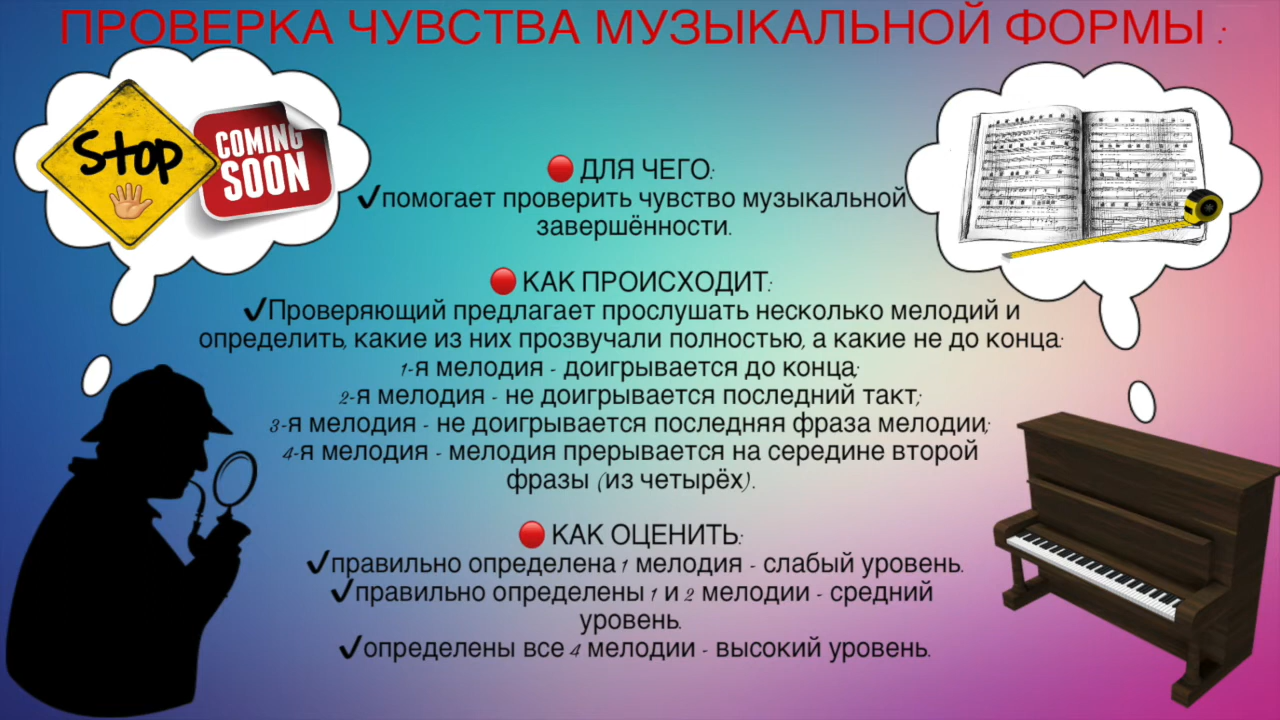 ПРОВЕРКА ЧУВСТВА МУЗЫКАЛЬНОЙ ФОРМЫ :
Stop
COMING
SOON
ДЛЯ ЧЕГО:
✔помогает проверить чувство музыкальной
завершённости.
КАК ПРОИСХОДИТ:
✔Проверяющий предлагает прослушать несколько мелодий и
определить, какие из них прозвучали полностью, а какие не до конца:
1-я мелодия - доигрывается до конца;
2-я мелодия - не доигрывается последний такт;
3-я мелодия - не доигрывается последняя фраза мелодии;
4-я мелодия - мелодия прерывается на середине второй
фразы (из четырёх).
КАК ОЦЕНИТЬ:
✔правильно определена 1 мелодия - слабый уровень.
✔правильно определены 1 и 2 мелодии - средний
уровень.
✔определены все 4 мелодии - высокий уровень.